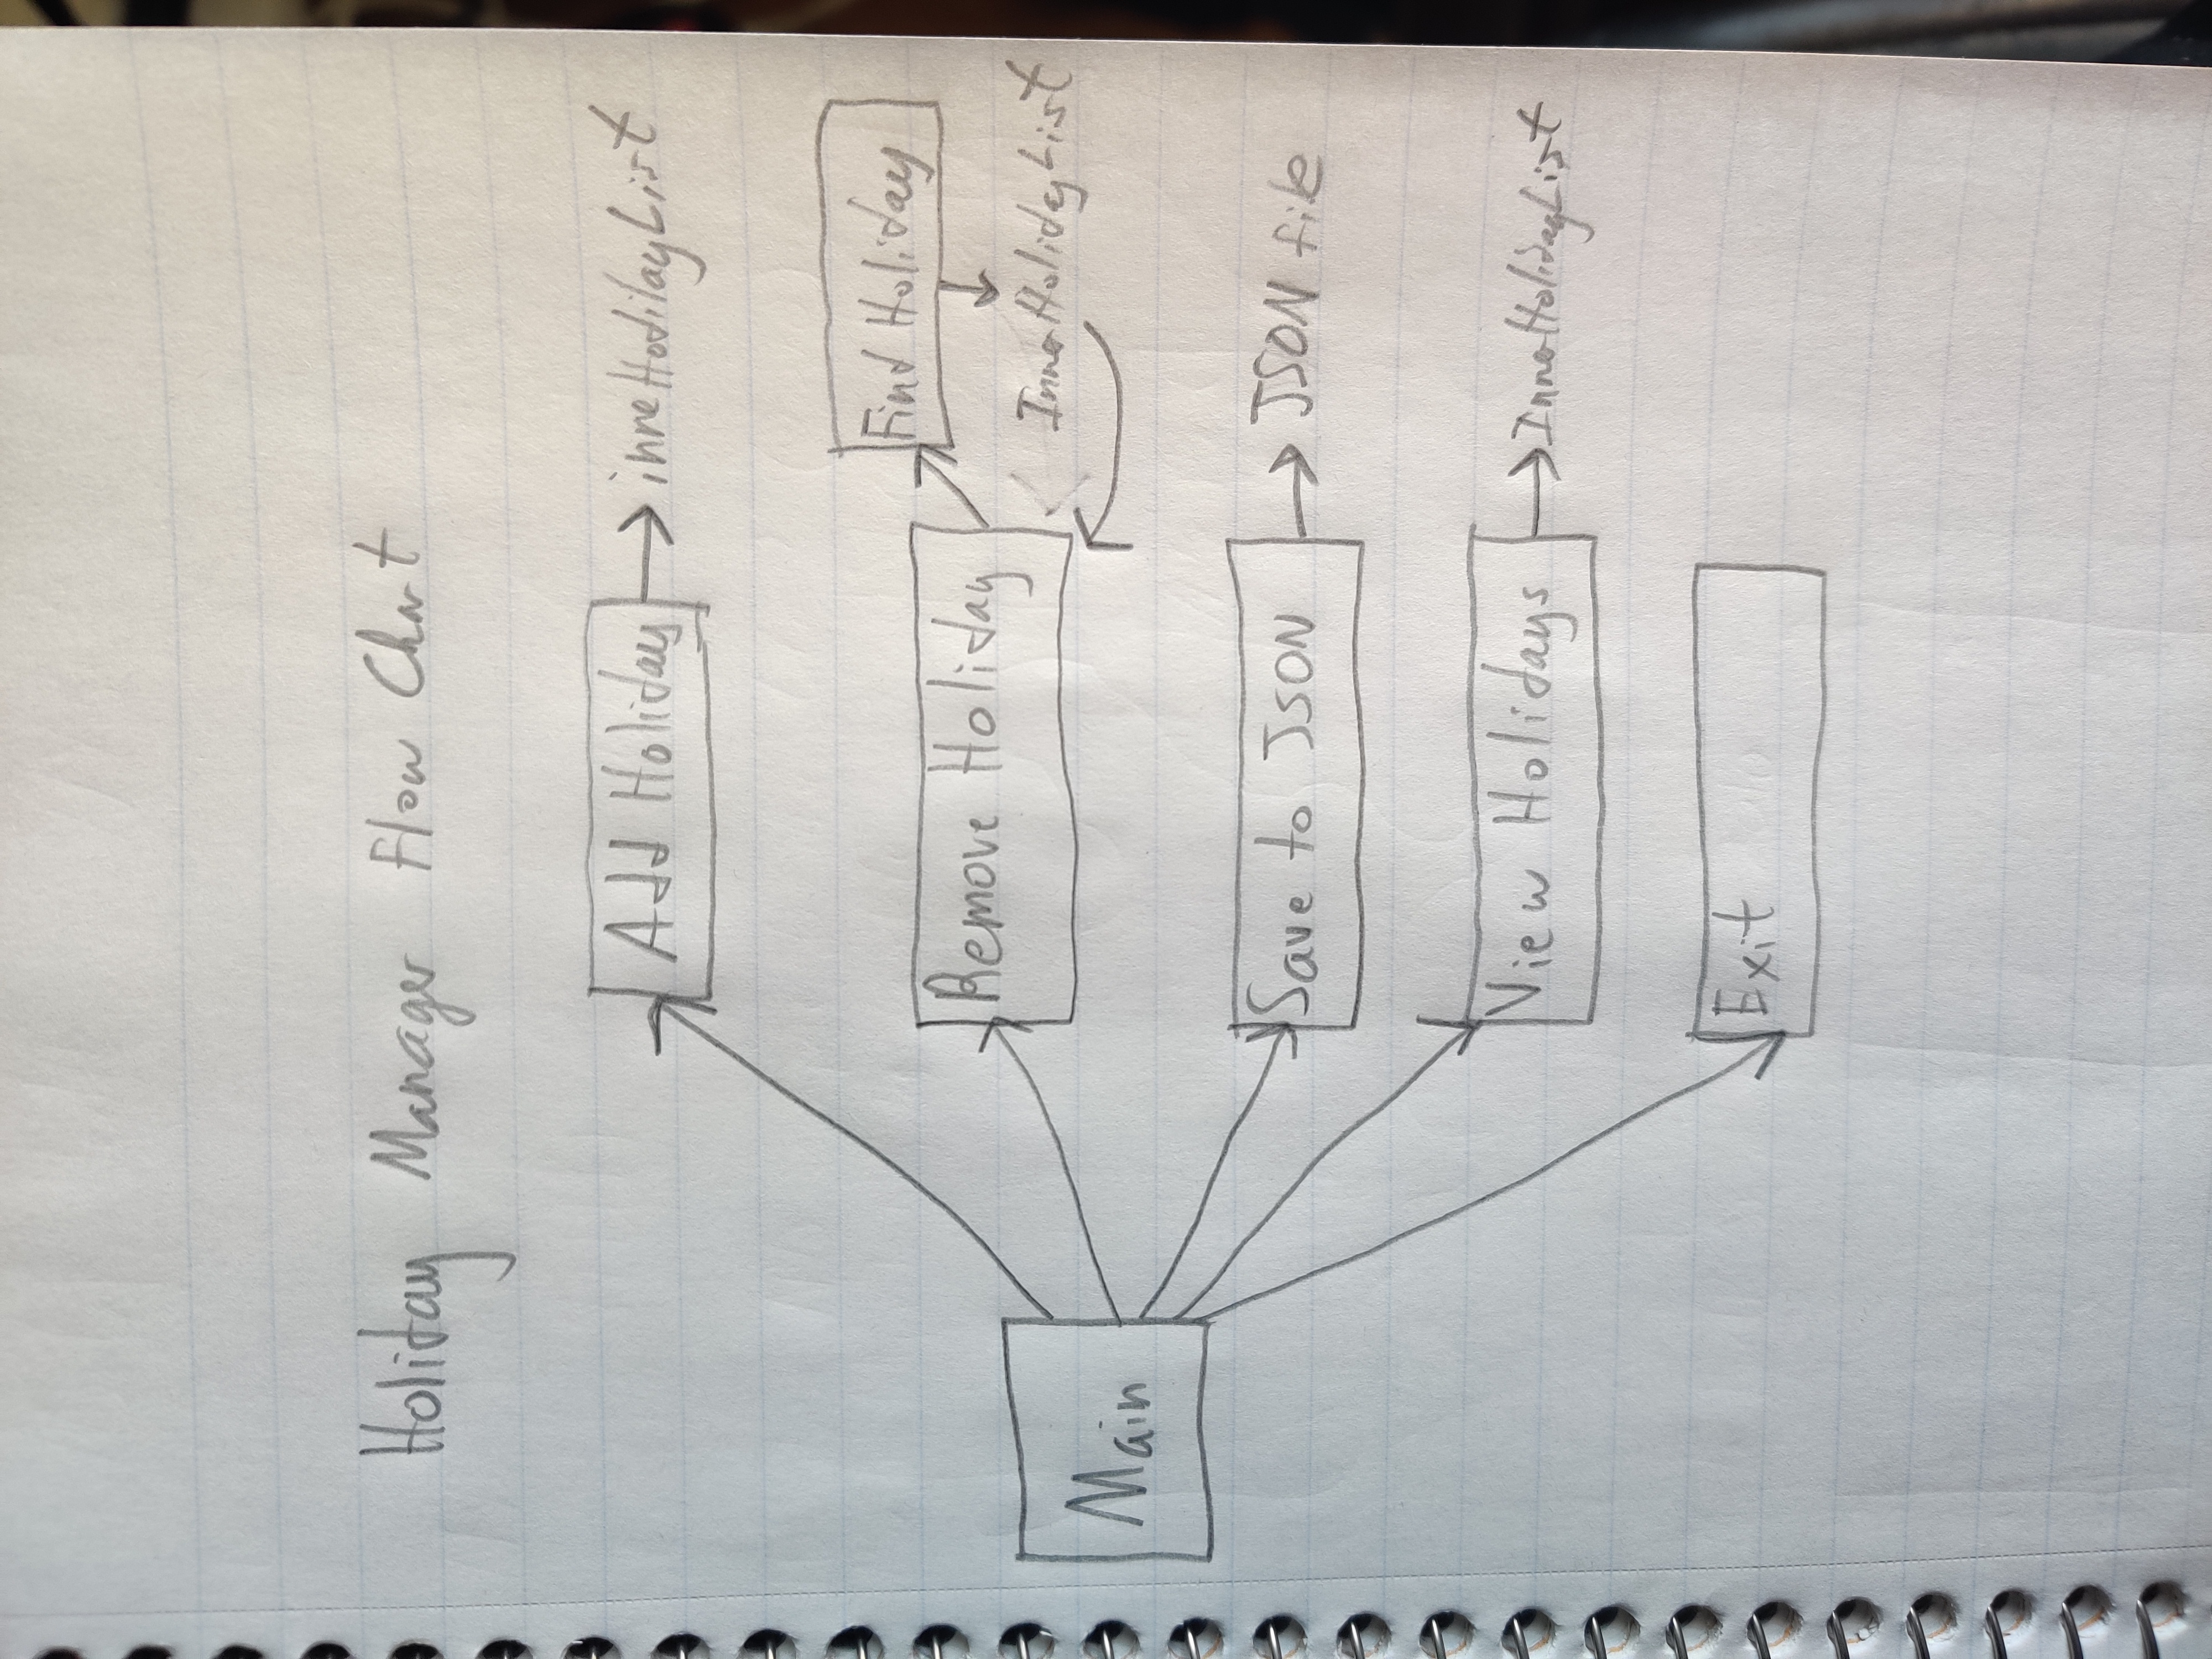 Holiday Manager Flow Chart
Add Holiday
inneHodilayList
Find Holiday
Remove Holiday
InnerHolidayList
Main
Save to JSON
JSON file
View Holidays
InnerHolidayList
Exit